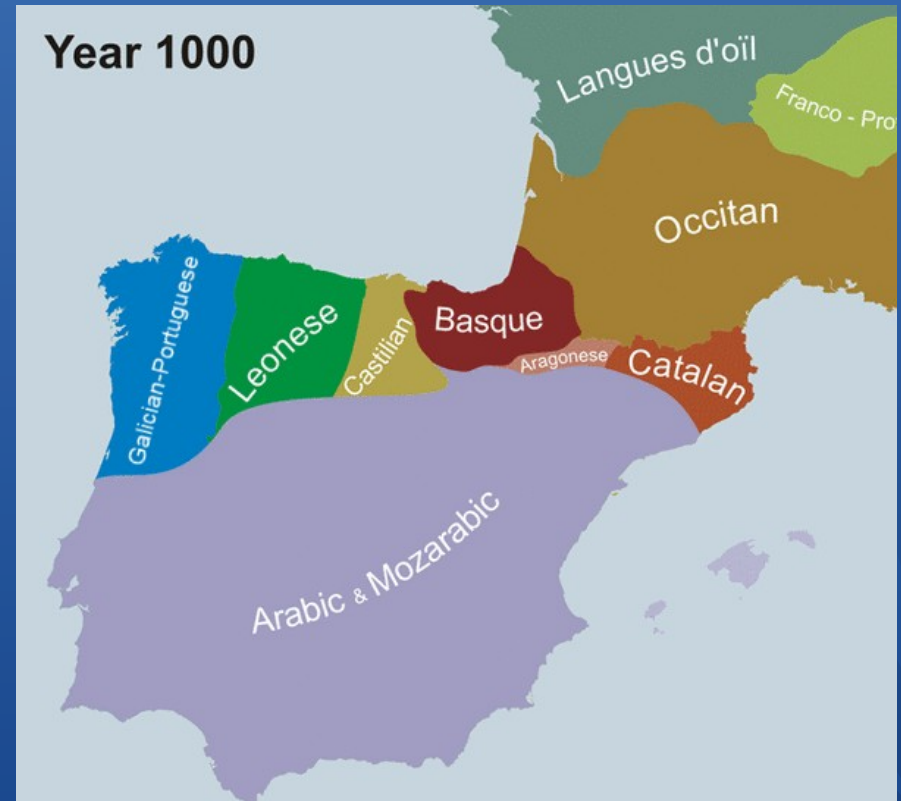 Year 1000
Langues d'oïl
Franco - Pro
Occitan
Galician-Portuguese
Leonese
Castilian
Basque
Aragonese
Catalan
Arabic & Mozarabic